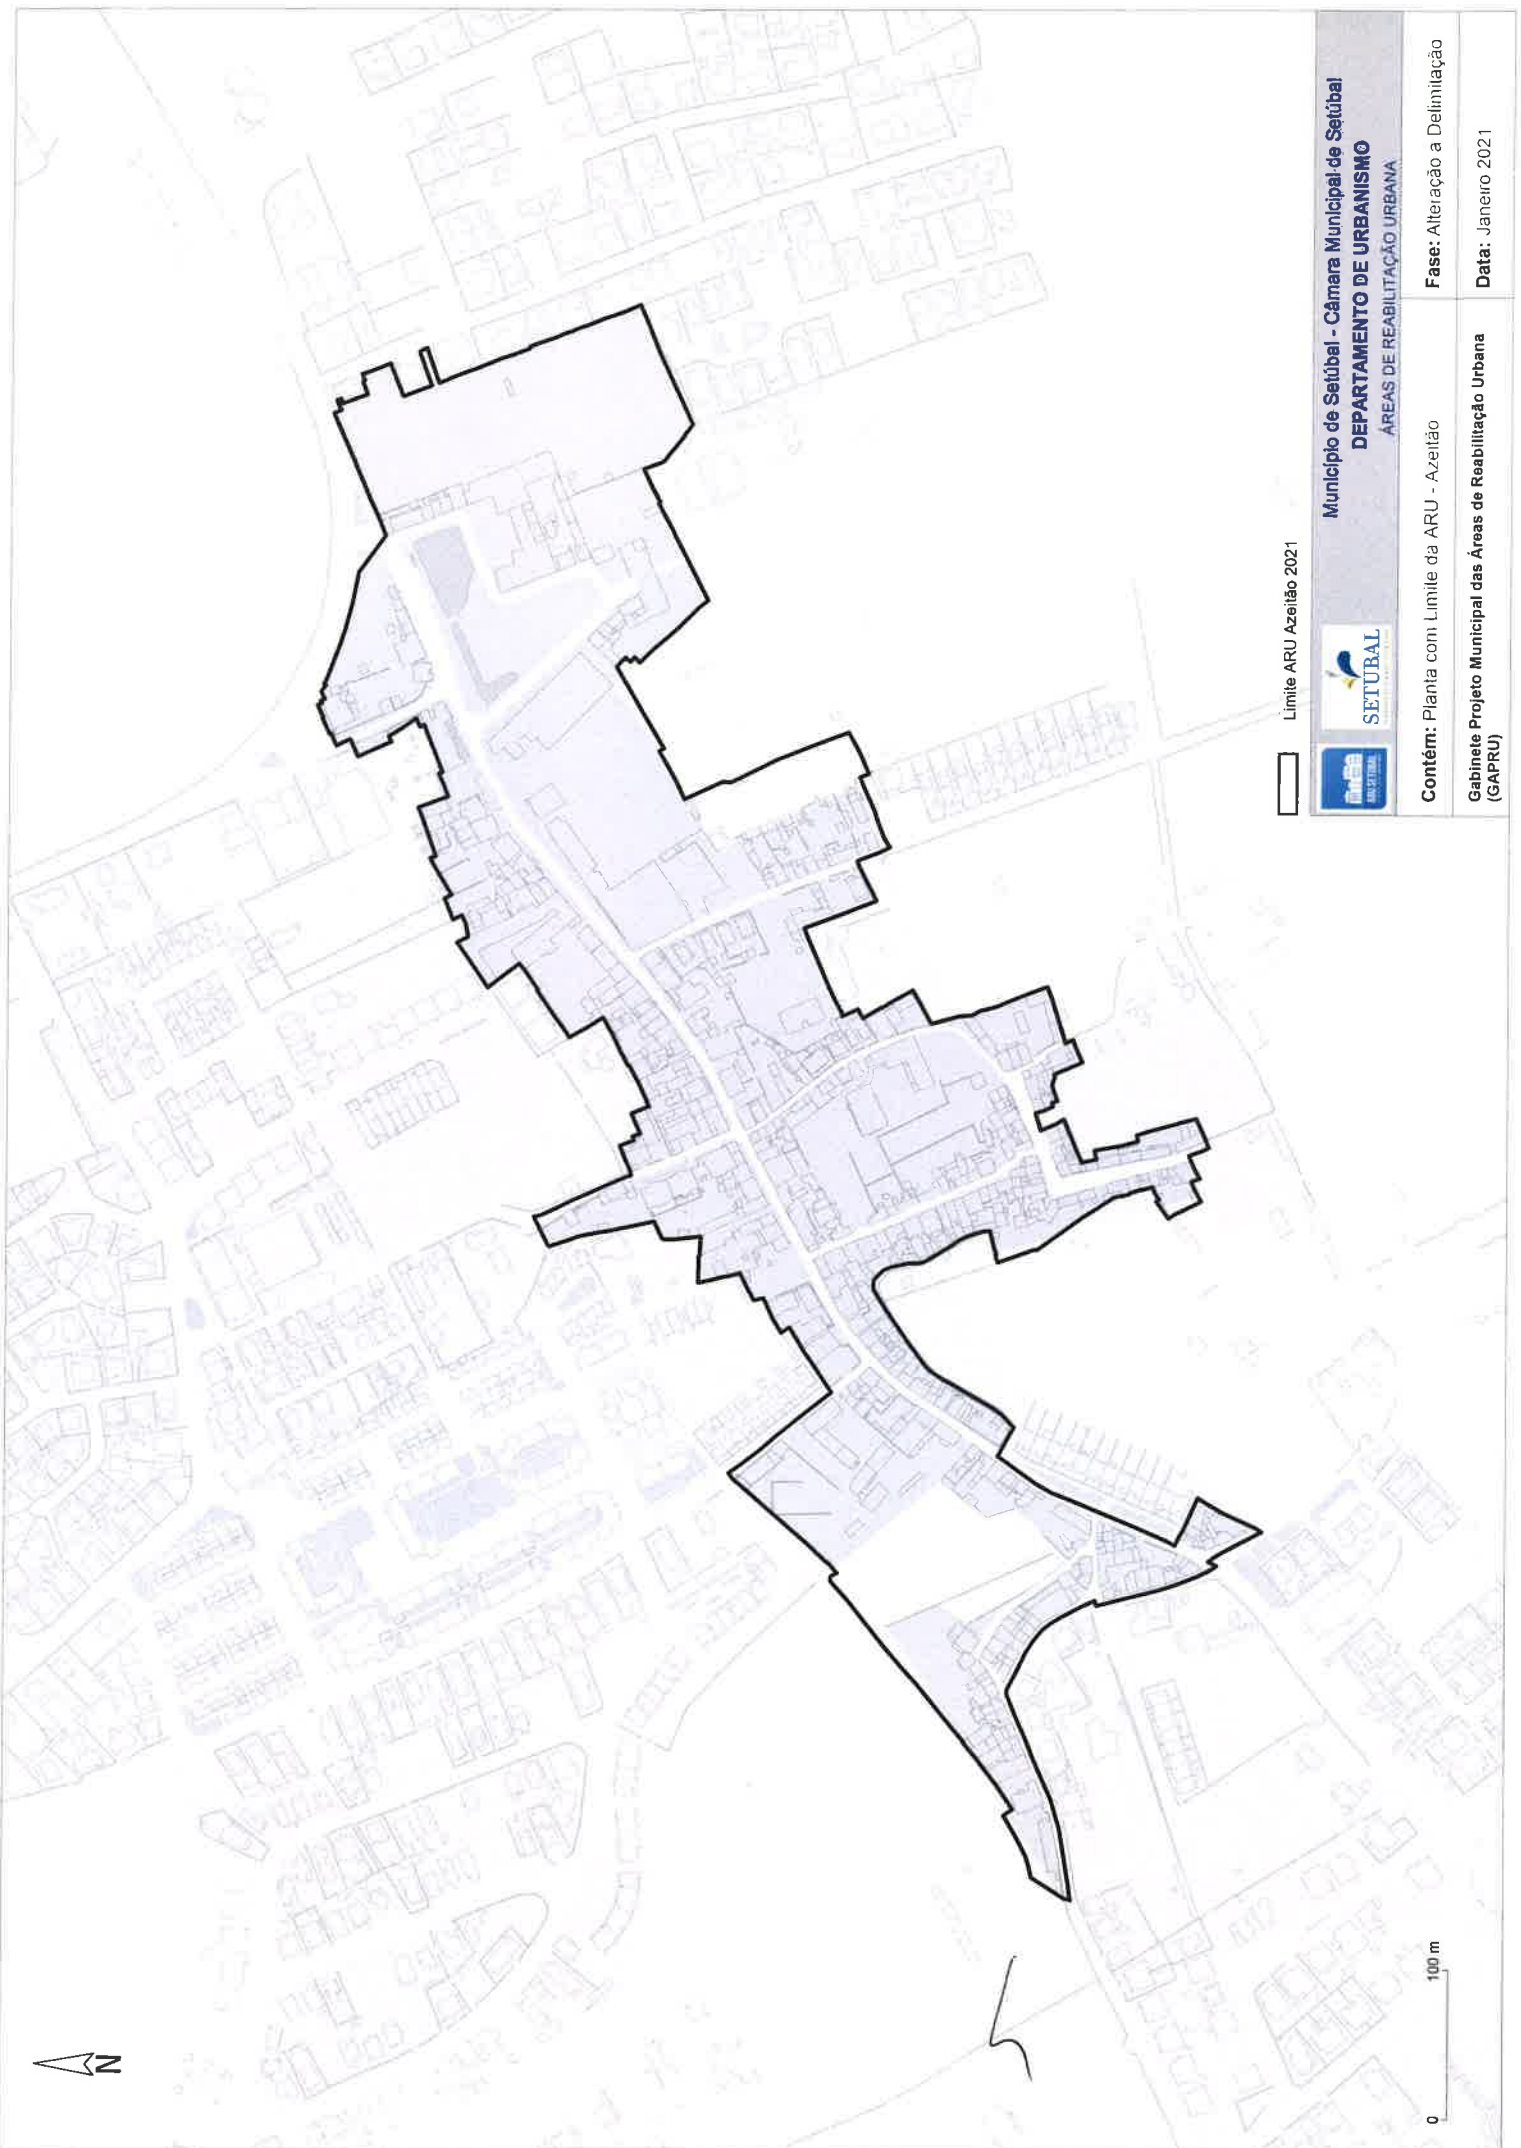 N
0
100 m
Limite ARU Azeitão 2021
ARU SETÚBAL
SETÚBAL
Município de Setúbal - Câmara Municipal de Setúbal
DEPARTAMENTO DE URBANISMO
ÁREAS DE REABILITAÇÃO URBANA
Contém: Planta com Limite da ARU - Azeitão
Fase: Alteração a Delimitação
Gabinete Projeto Municipal das Áreas de Reabilitação Urbana
(GAPRU)
Data: Janeiro 2021